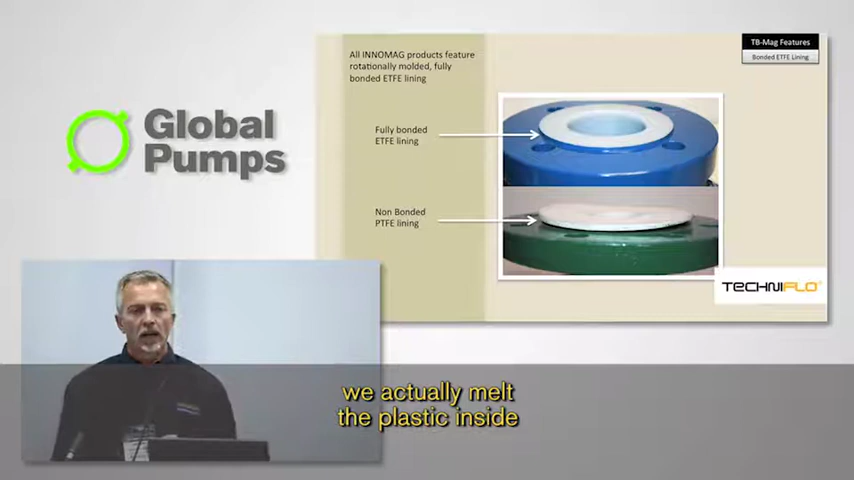 Global
Pumps
All INNOMAG products feature
rotationally molded, fully
bonded ETFE lining
TB-Mag Features
Bonded ETFE Lining
Fully bonded
ETFE lining
Non Bonded
PTFE lining
TECHNIFLO
we actually melt
the plastic inside